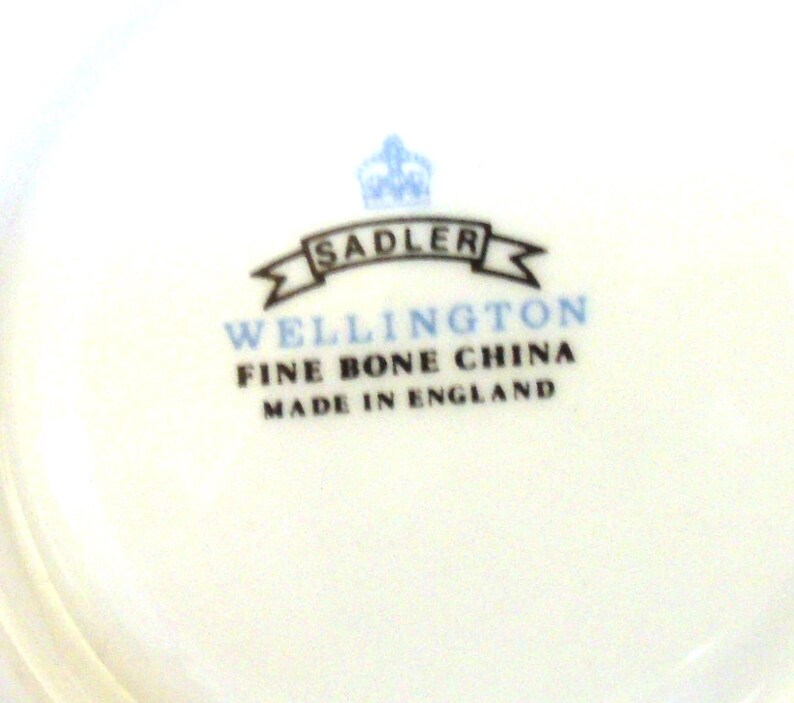 SADLER
WELLINGTON
FINE BONE CHINA
MADE IN ENGLAND